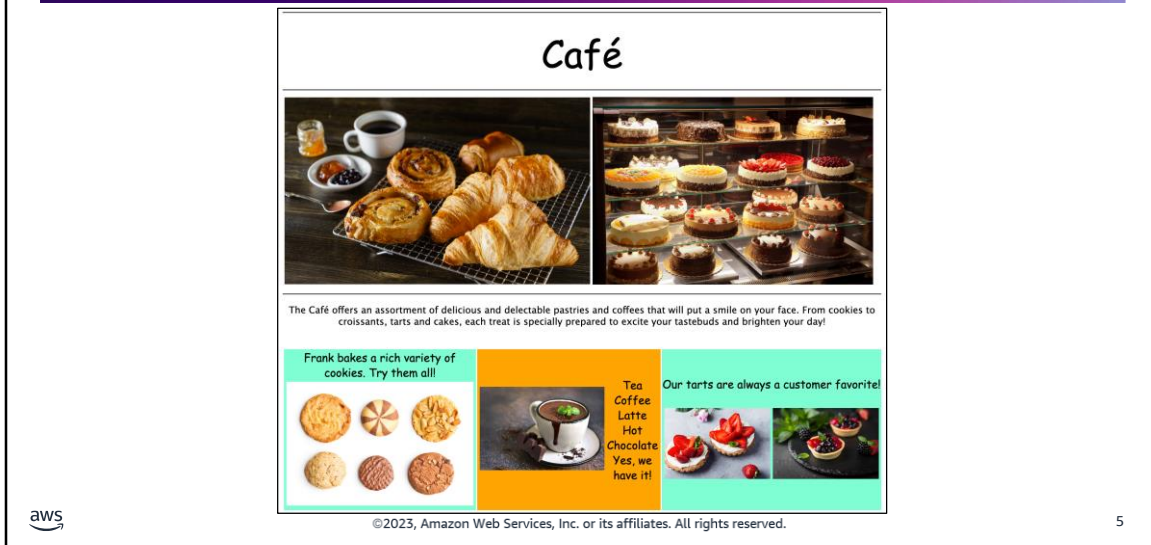 Café
The Café offers an assortment of delicious and delectable pastries and coffees that will put a smile on your face. From cookies to
croissants, tarts and cakes, each treat is specially prepared to excite your tastebuds and brighten your day!
Frank bakes a rich variety of
cookies. Try them all!
Tea
Coffee
Latte
Hot
Chocolate
Yes, we
have it!
Our tarts are always a customer favorite!
aws
©2023, Amazon Web Services, Inc. or its affiliates. All rights reserved.
5